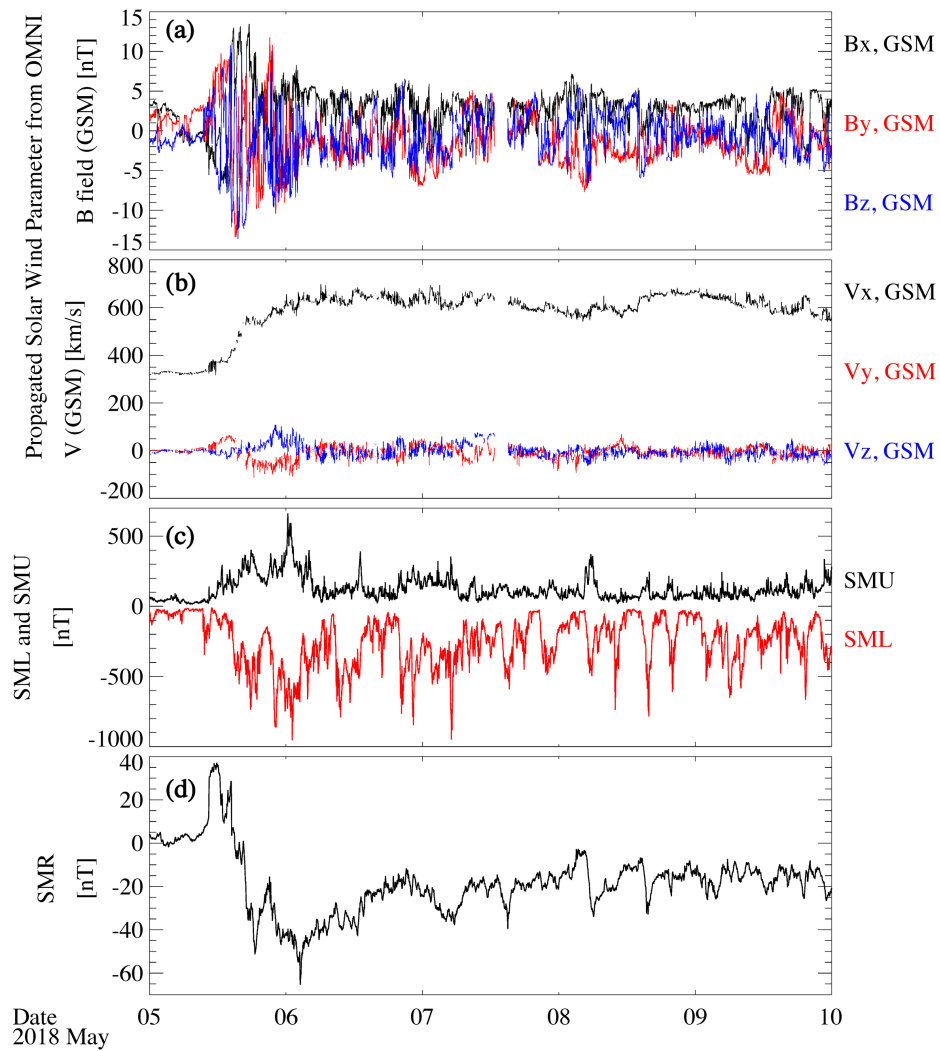 Propagated Solar Wind Parameter from OMNI
B field (GSM) [nT]
15
10
5
0
-5
-10
-15
(a)
Bx, GSM
By, GSM
Bz, GSM
V (GSM) [km/s]
800
600
400
200
0
-200
(b)
Vx, GSM
Vy, GSM
Vz, GSM
SML and SMU
[nT]
500
0
-500
-1000
(c)
SMU
SML
SMR
[nT]
40
20
0
-20
-40
-60
(d)
05 06 07 08 09 10
Date
2018 May